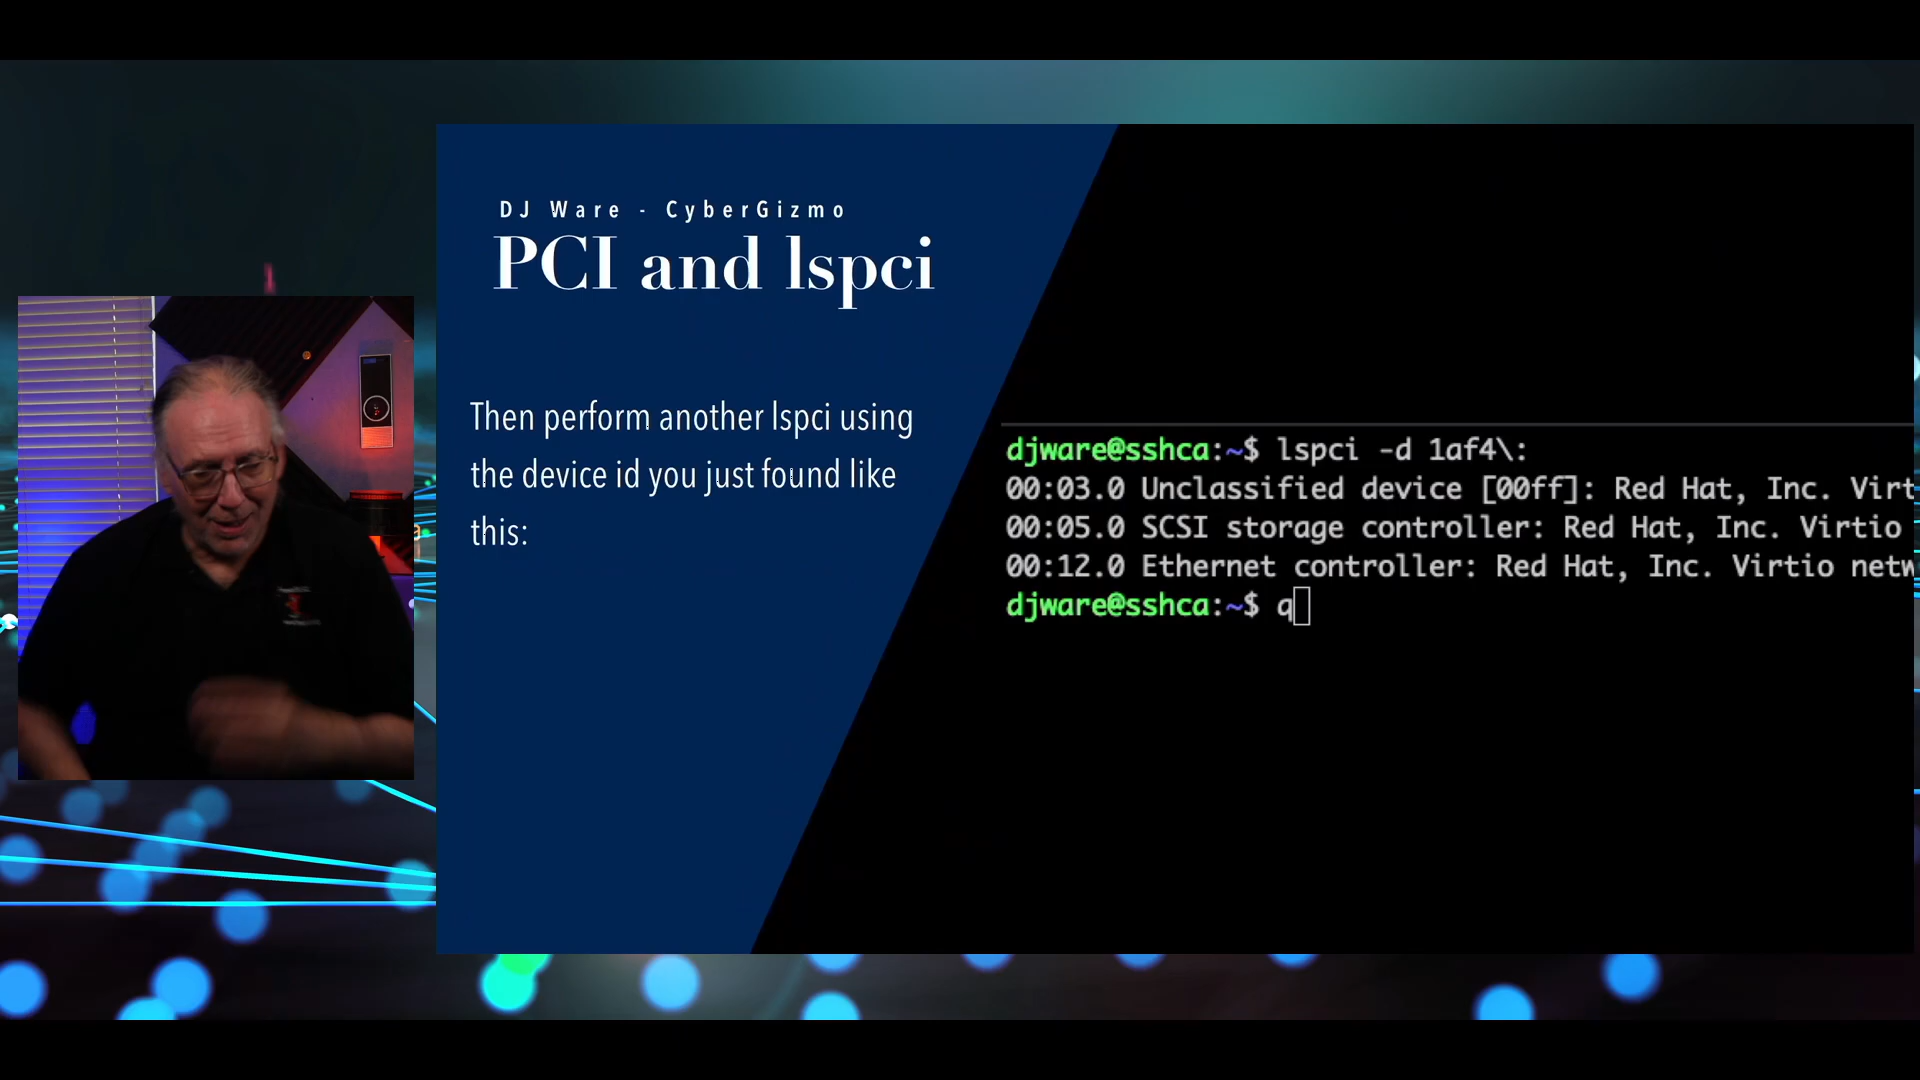 DJ Ware - CyberGizmo
PCI and lspci
Then perform another lspci using
the device id you just found like
this:
djware@sshca:~$ lspci -d 1af4\:
00:03.0 Unclassified device [00ff]: Red Hat, Inc. Virt
00:05.0 SCSI storage controller: Red Hat, Inc. Virtio
00:12.0 Ethernet controller: Red Hat, Inc. Virtio netw
djware@sshca:~$ q